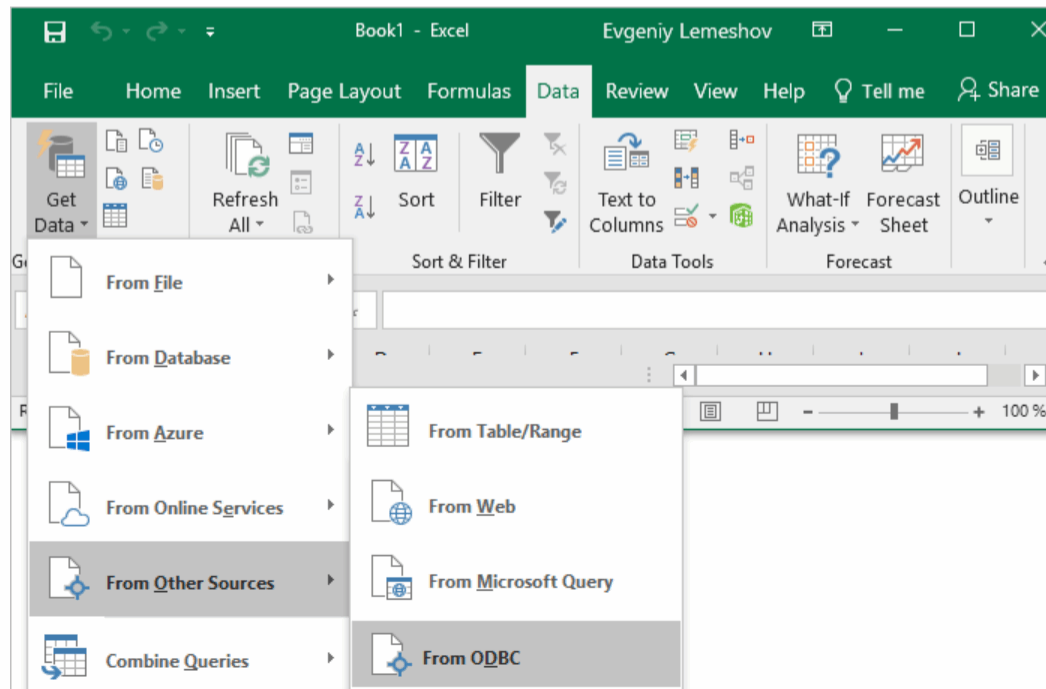 Book1 - Excel
Evgeniy Lemeshov
File Home Insert Page Layout Formulas Data Review View Help Tell me Share
Get Data
Refresh All
Sort
Filter
Text to Columns
What-If Analysis
Forecast Sheet
Outline
Sort & Filter
Data Tools
Forecast
From File
From Database
From Azure
From Online Services
From Other Sources
Combine Queries
100 %
From Table/Range
From Web
From Microsoft Query
From ODBC